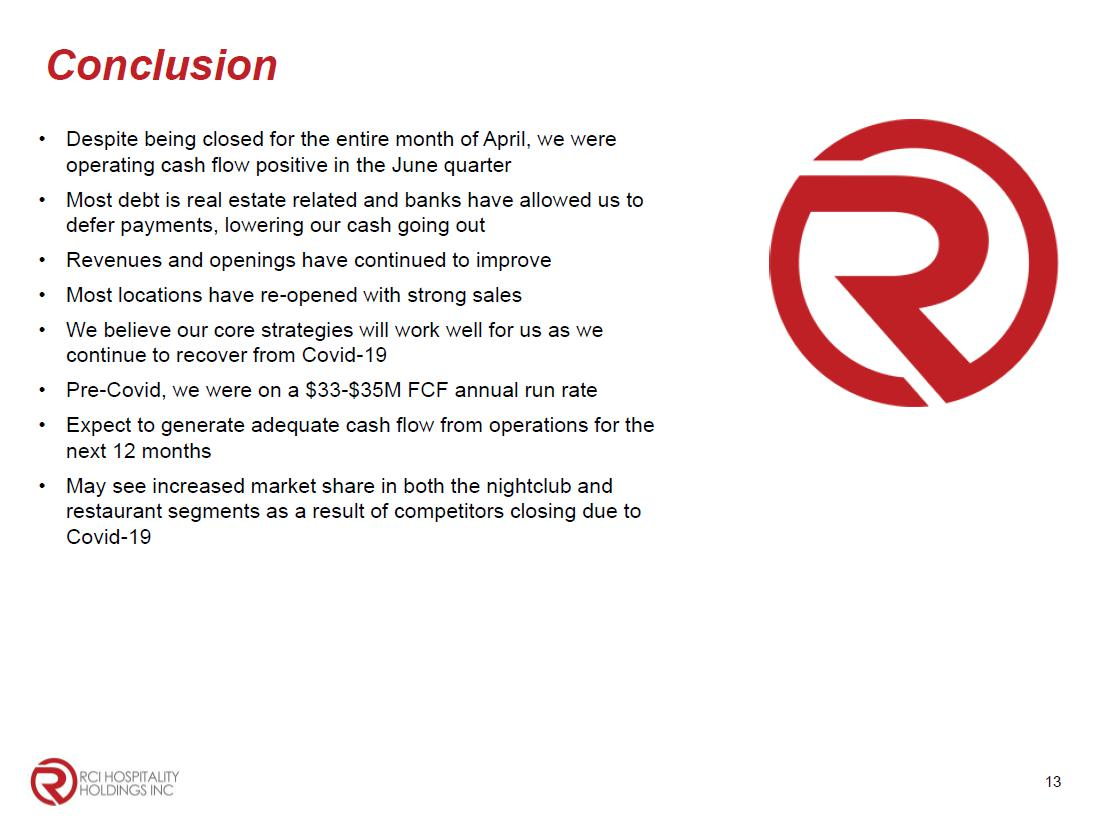 Conclusion
• Despite being closed for the entire month of April, we were
operating cash flow positive in the June quarter
• Most debt is real estate related and banks have allowed us to
defer payments, lowering our cash going out
• Revenues and openings have continued to improve
• Most locations have re-opened with strong sales
• We believe our core strategies will work well for us as we
continue to recover from Covid-19
• Pre-Covid, we were on a $33-$35M FCF annual run rate
• Expect to generate adequate cash flow from operations for the
next 12 months
• May see increased market share in both the nightclub and
restaurant segments as a result of competitors closing due to
Covid-19
R
R
RCI HOSPITALITY
HOLDINGS INC
13